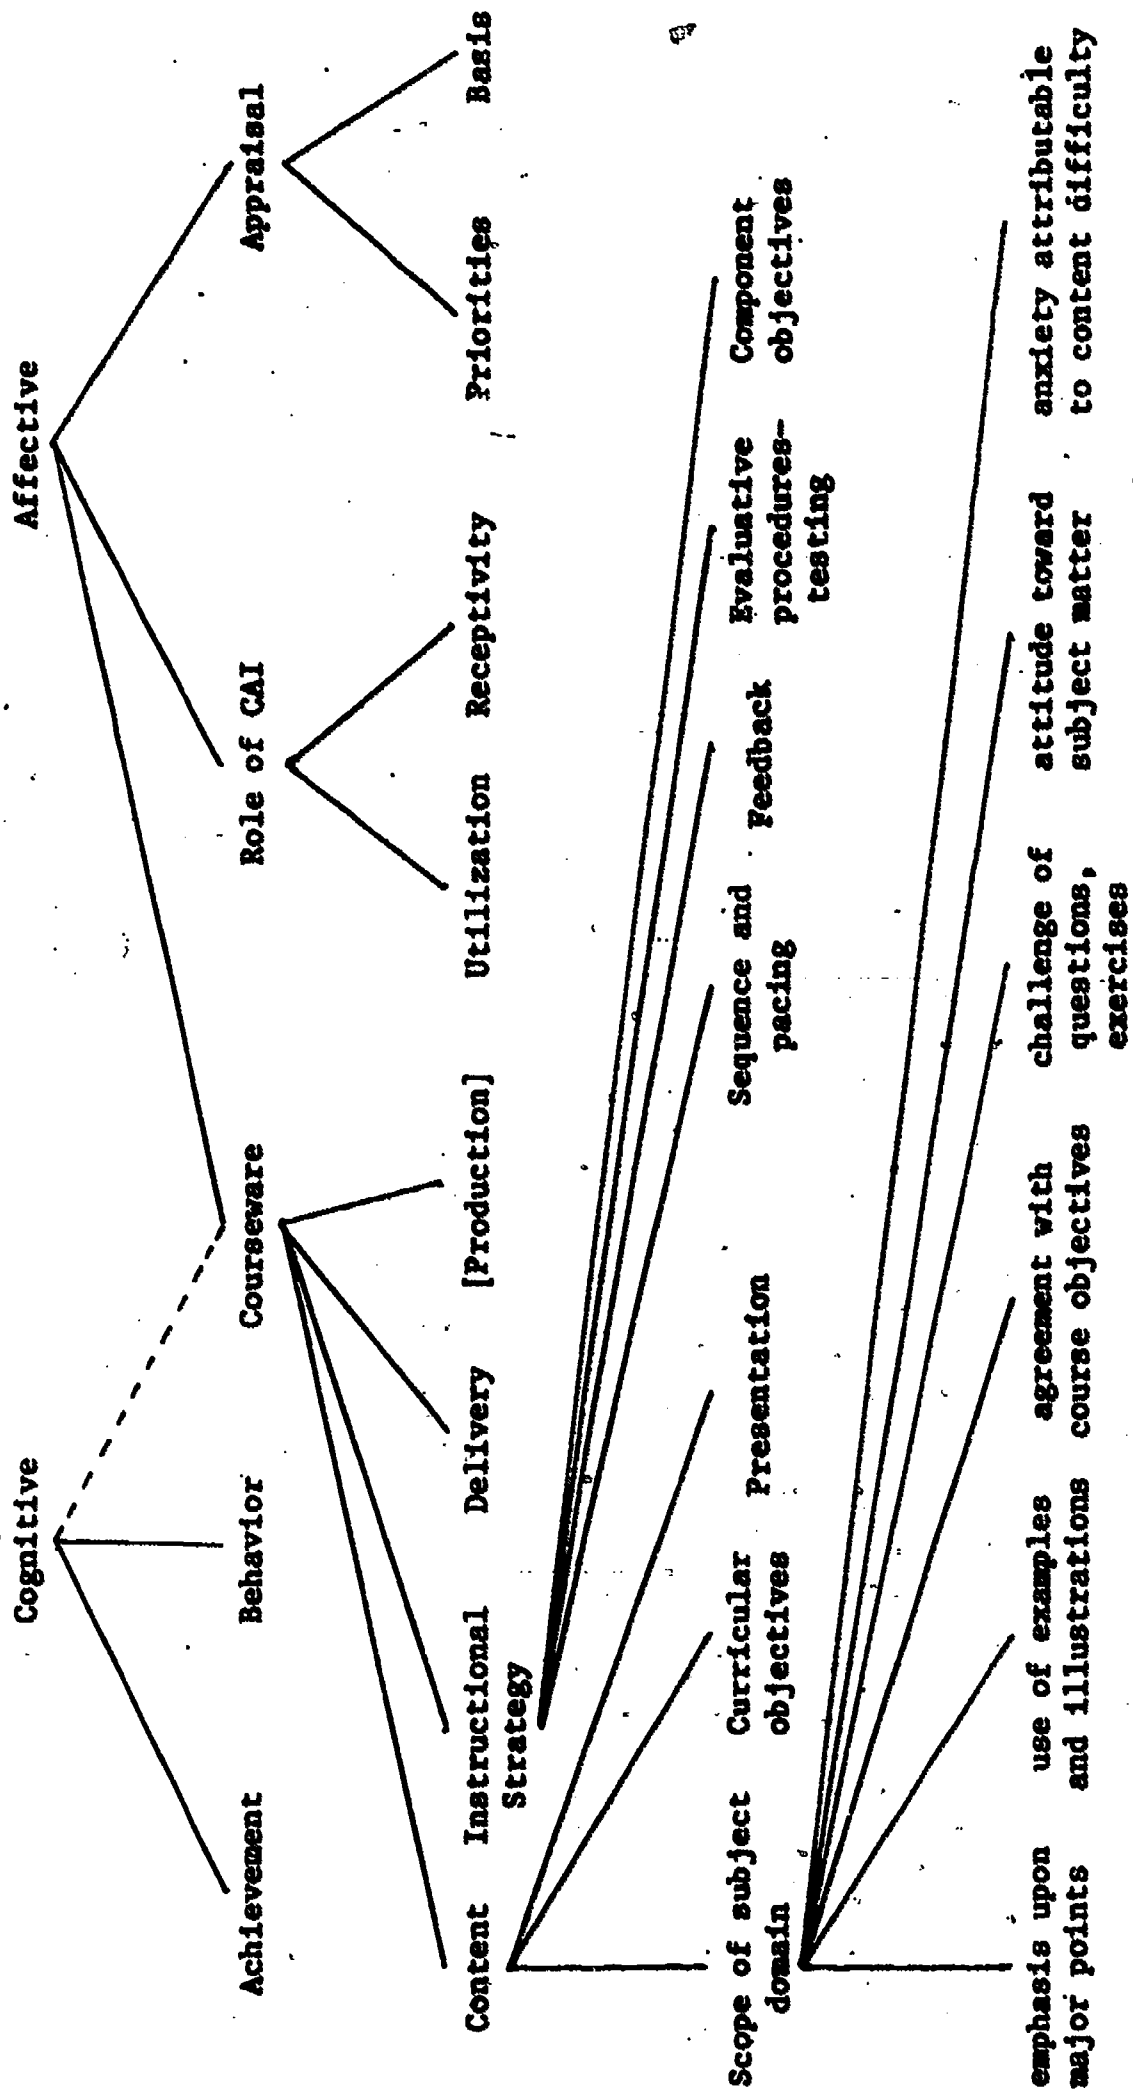 Cognitive
Affective
Achievement
Behavior
Courseware
Role of CAI
Appraisal
Content
Instructional
Strategy
Delivery
[Production]
Utilization
Receptivity
Priorities
Basis
Scope of subject
domain
Curricular
objectives
Presentation
Sequence and
pacing
Feedback
Evaluative
procedures-
testing
Component
objectives
emphasis upon
major points
use of examples
and illustrations
agreement with
course objectives
challenge of
questions,
exercises
attitude toward
subject matter
anxiety attributable
to content difficulty